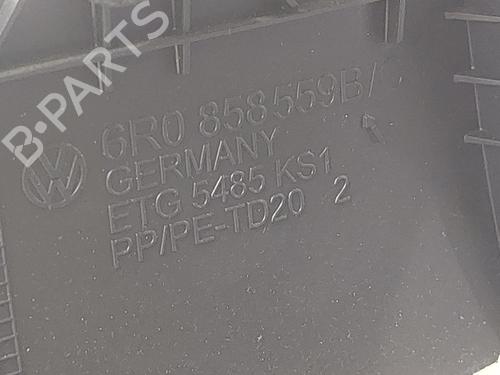 B-PARTS
6R0 858 559B/C
GERMANY
ETG 5485 KS1
PP/PE-TD20 2